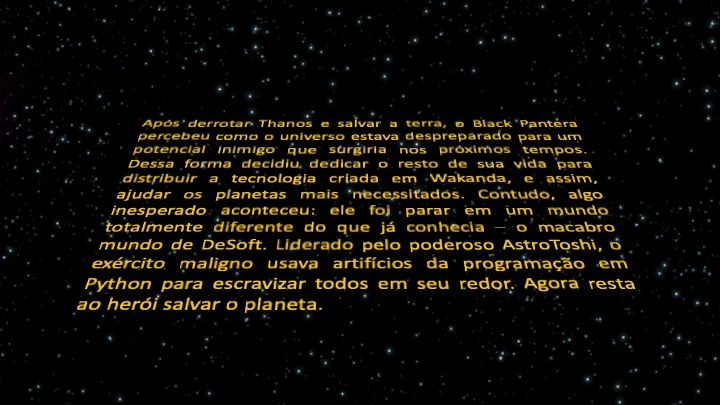 Após derrotar Thanos e salvar a terra, o Black Pantera
percebeu como o universo estava despreparado para um
potencial inimigo que surgiria nos próximos tempos.
Dessa forma decidiu dedicar o resto de sua vida para
distribuir a tecnologia criada em Wakanda, e assim,
ajudar os planetas mais necessitados. Contudo, algo
inesperado aconteceu: ele foi parar em um mundo
totalmente diferente do que já conhecia – o macabro
mundo de DeSoft. Liderado pelo poderoso AstroToshi, o
exército maligno usava artifícios da programação em
Python para escravizar todos em seu redor. Agora resta
ao herói salvar o planeta.